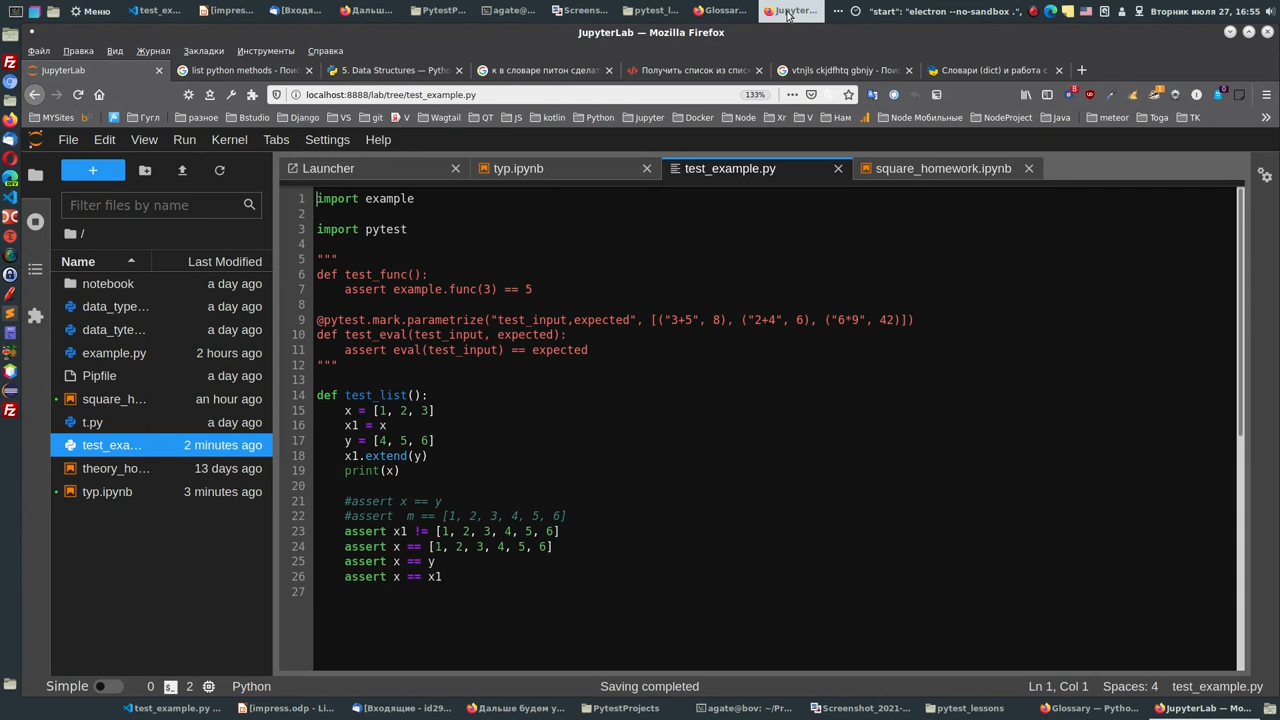 Меню
test_ex...
[impres...
[Входя...
Дальш...
PytestP...
agate@...
Screens...
pytest_l...
Glossar...
Jupyter...
"start": "electron --no-sandbox .",
Вторник июля 27, 16:55
JupyterLab — Mozilla Firefox
Файл Правка Вид Журнал Закладки Инструменты Справка
JupyterLab
list python methods - Пои
5. Data Structures — Pytho
к в словаре питон сделат
Получить список из спис
vtnjls ckjdfhtq gbnjy - Пои
Словари (dict) и работа с
localhost:8888/lab/tree/test_example.py
133%
MYSites Гугл разное Bstudio Django VS git Я V Wagtail QT JS kotlin Python Jupyter Docker Node Xr V Нам Node Мобильные NodeProject Java meteor Toga TK
File Edit View Run Kernel Tabs Settings Help
Launcher
typ.ipynb
test_example.py
square_homework.ipynb
Filter files by name
/
Name Last Modified
notebook a day ago
data_type... a day ago
data_tyte... a day ago
example.py 2 hours ago
Pipfile a day ago
square_h... an hour ago
t.py a day ago
test_exa... 2 minutes ago
theory_ho... 13 days ago
typ.ipynb 3 minutes ago
1 import example
2
3 import pytest
4
5 """
6 def test_func():
7 assert example.func(3) == 5
8
9 @pytest.mark.parametrize("test_input,expected", [("3+5", 8), ("2+4", 6), ("6*9", 42)])
10 def test_eval(test_input, expected):
11 assert eval(test_input) == expected
12 """
13
14 def test_list():
15 x = [1, 2, 3]
16 x1 = x
17 y = [4, 5, 6]
18 x1.extend(y)
19 print(x)
20
21 #assert x == y
22 #assert  m == [1, 2, 3, 4, 5, 6]
23 assert x1 != [1, 2, 3, 4, 5, 6]
24 assert x == [1, 2, 3, 4, 5, 6]
25 assert x == y
26 assert x == x1
27
Simple 0 2 Python
Saving completed
Ln 1, Col 1 Spaces: 4 test_example.py
test_example.py ...
[impress.odp - Li...
[Входящие - id29...
Дальше будем у...
PytestProjects
agate@bov: ~/Pr...
Screenshot_2021-...
pytest_lessons
Glossary — Pytho...
JupyterLab — Mo...